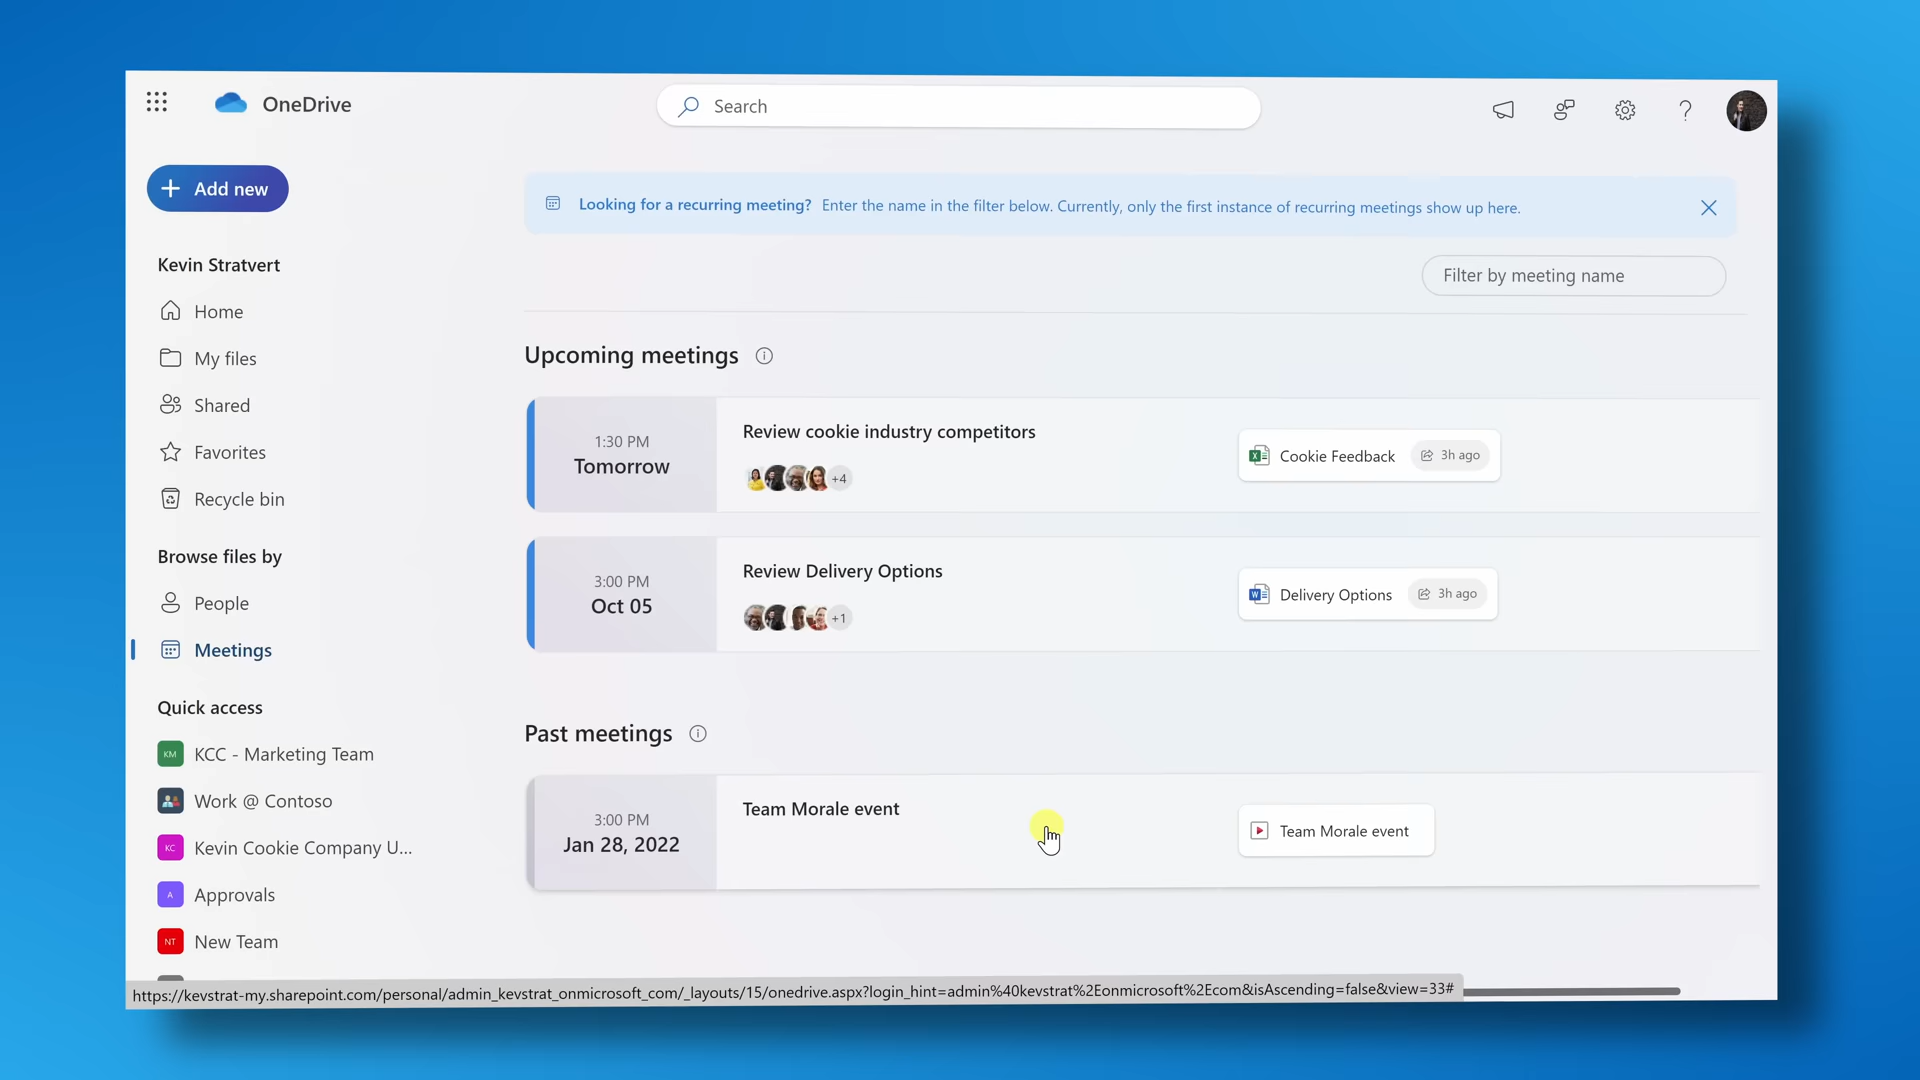 OneDrive
Search
Add new
Looking for a recurring meeting? Enter the name in the filter below. Currently, only the first instance of recurring meetings show up here.
Filter by meeting name
Kevin Stratvert
Home
My files
Shared
Favorites
Recycle bin
Browse files by
People
Meetings
Quick access
KM KCC - Marketing Team
Work @ Contoso
KC Kevin Cookie Company U...
A Approvals
NT New Team
Upcoming meetings
1:30 PM
Tomorrow
Review cookie industry competitors
+4
Cookie Feedback
3h ago
3:00 PM
Oct 05
Review Delivery Options
+1
Delivery Options
3h ago
Past meetings
3:00 PM
Jan 28, 2022
Team Morale event
Team Morale event
https://kevstrat-my.sharepoint.com/personal/admin_kevstrat_onmicrosoft_com/_layouts/15/onedrive.aspx?login_hint=admin%40kevstrat%2Eonmicrosoft%2Ecom&isAscending=false&view=33#